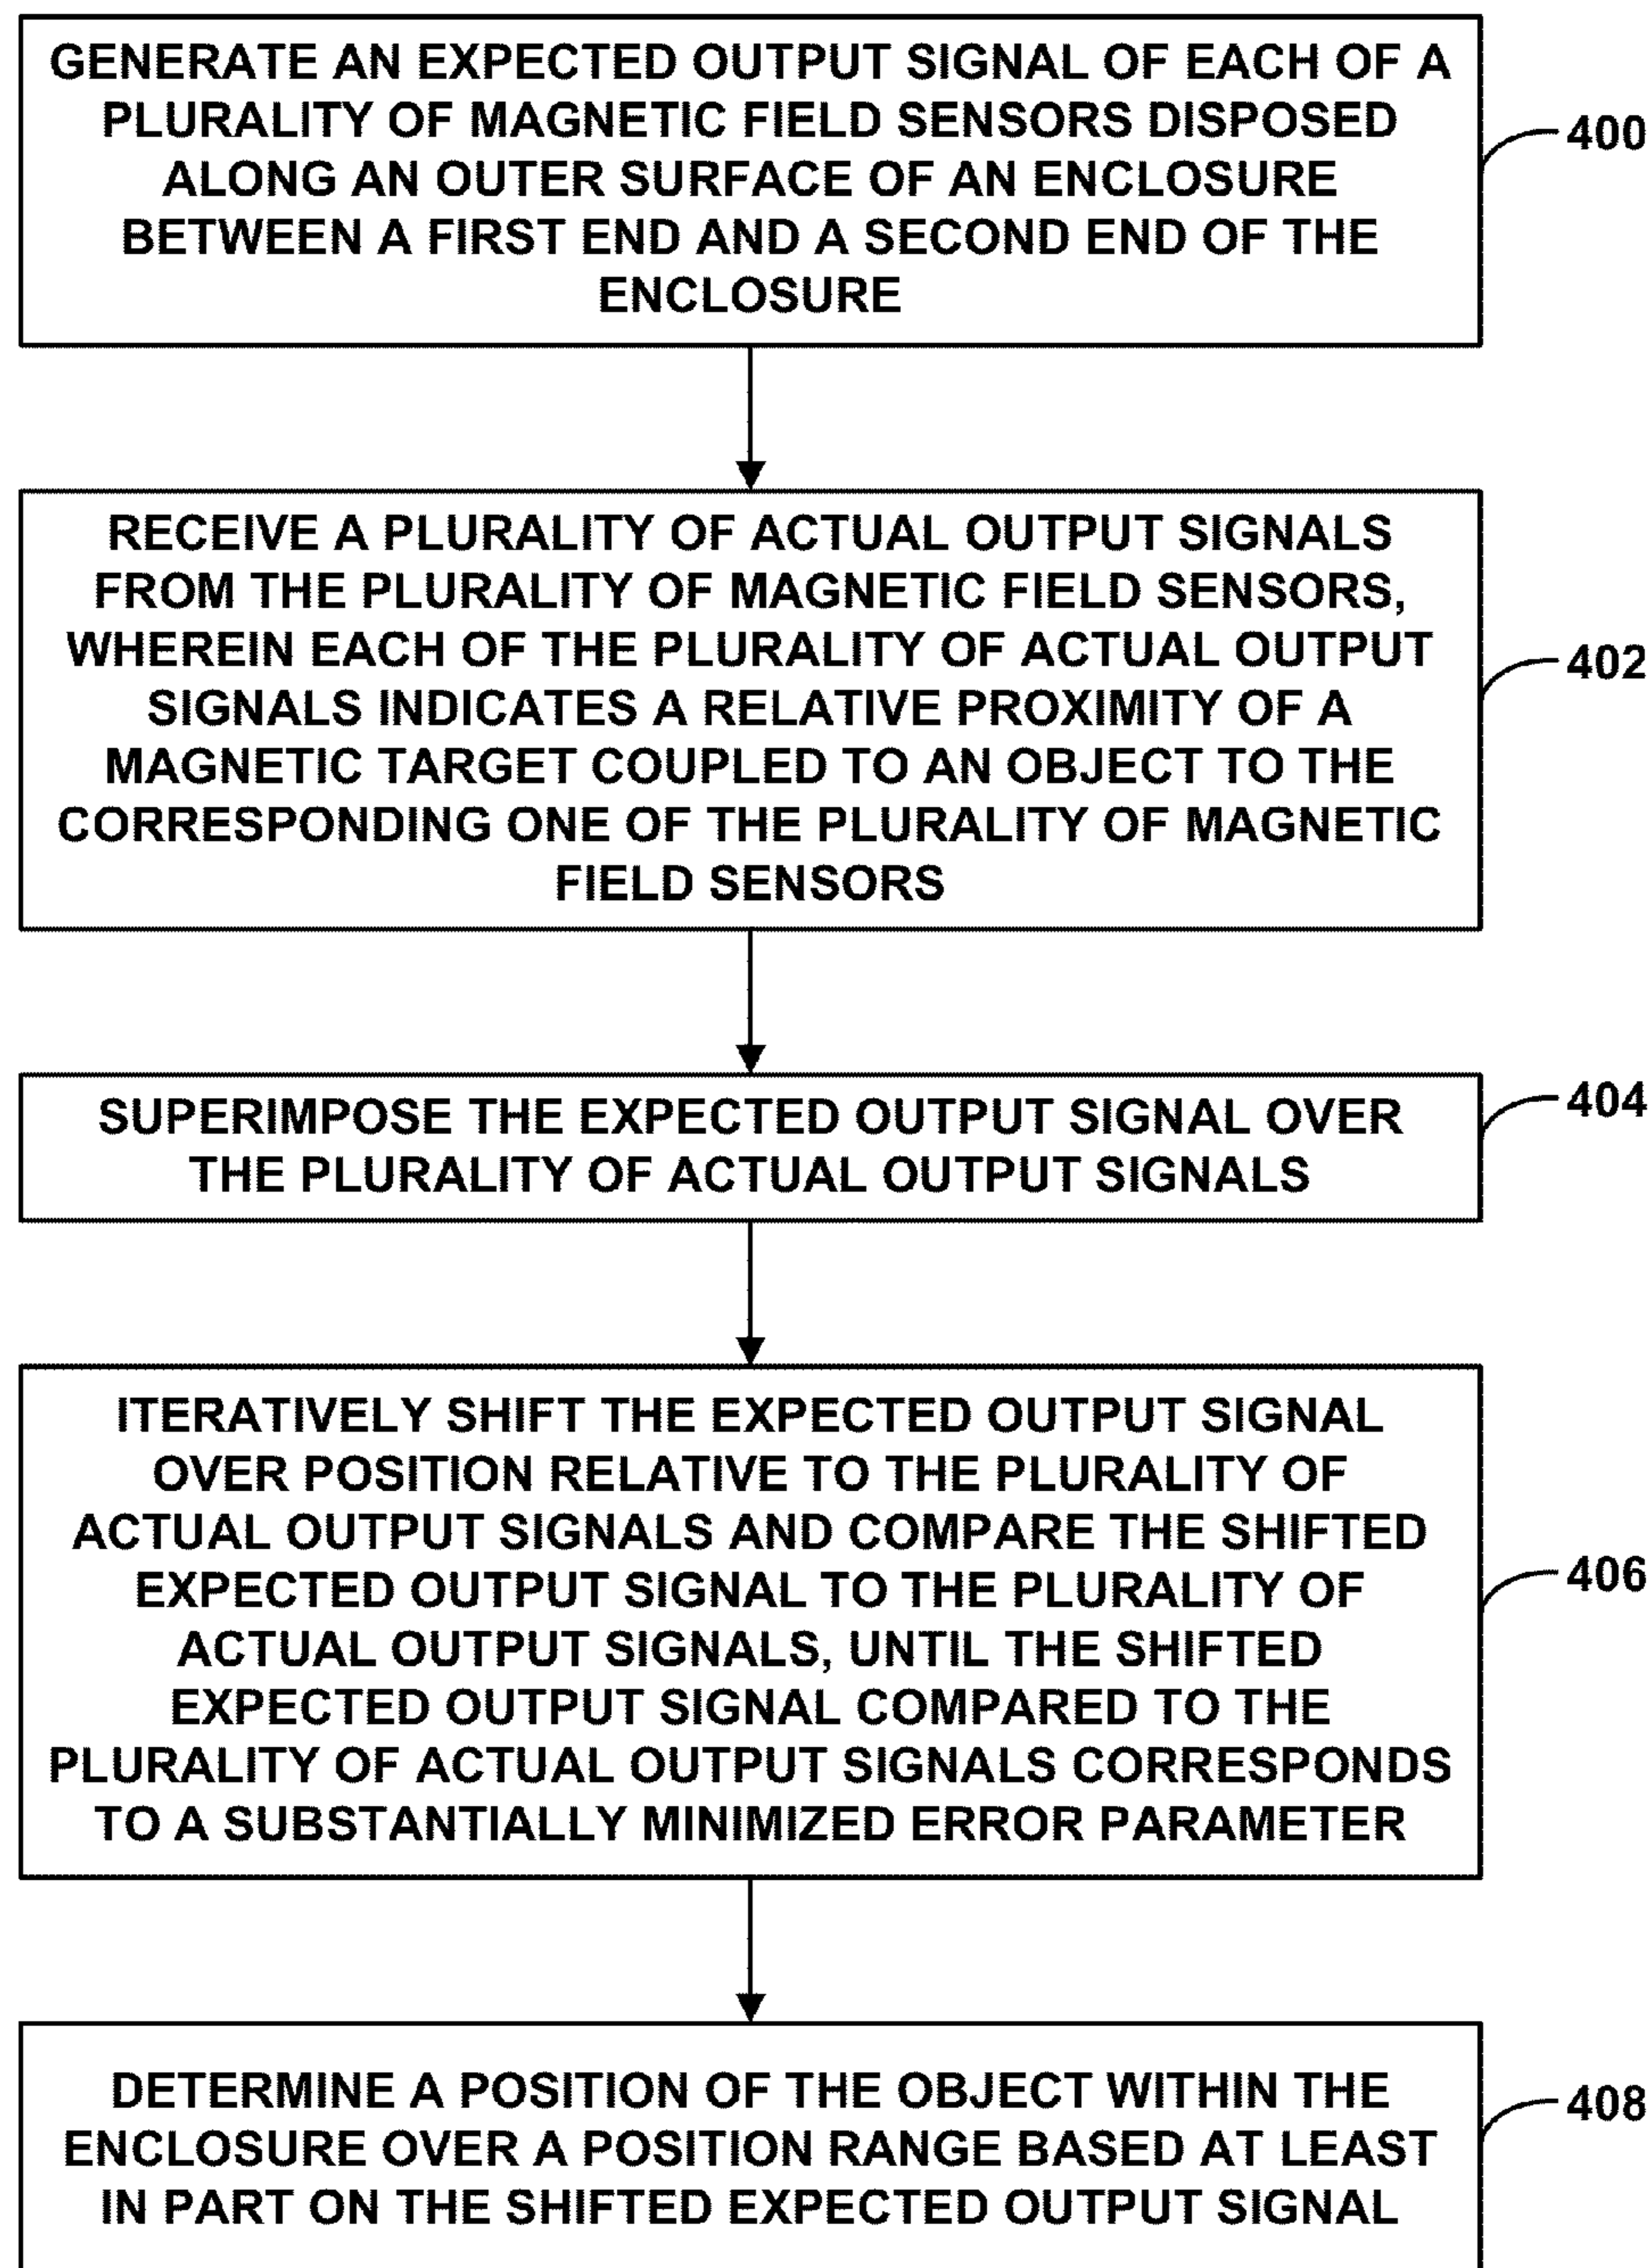 GENERATE AN EXPECTED OUTPUT SIGNAL OF EACH OF A
PLURALITY OF MAGNETIC FIELD SENSORS DISPOSED
ALONG AN OUTER SURFACE OF AN ENCLOSURE
BETWEEN A FIRST END AND A SECOND END OF THE
ENCLOSURE
400
RECEIVE A PLURALITY OF ACTUAL OUTPUT SIGNALS
FROM THE PLURALITY OF MAGNETIC FIELD SENSORS,
WHEREIN EACH OF THE PLURALITY OF ACTUAL OUTPUT
SIGNALS INDICATES A RELATIVE PROXIMITY OF A
MAGNETIC TARGET COUPLED TO AN OBJECT TO THE
CORRESPONDING ONE OF THE PLURALITY OF MAGNETIC
FIELD SENSORS
402
SUPERIMPOSE THE EXPECTED OUTPUT SIGNAL OVER
THE PLURALITY OF ACTUAL OUTPUT SIGNALS
404
ITERATIVELY SHIFT THE EXPECTED OUTPUT SIGNAL
OVER POSITION RELATIVE TO THE PLURALITY OF
ACTUAL OUTPUT SIGNALS AND COMPARE THE SHIFTED
EXPECTED OUTPUT SIGNAL TO THE PLURALITY OF
ACTUAL OUTPUT SIGNALS, UNTIL THE SHIFTED
EXPECTED OUTPUT SIGNAL COMPARED TO THE
PLURALITY OF ACTUAL OUTPUT SIGNALS CORRESPONDS
TO A SUBSTANTIALLY MINIMIZED ERROR PARAMETER
406
DETERMINE A POSITION OF THE OBJECT WITHIN THE
ENCLOSURE OVER A POSITION RANGE BASED AT LEAST
IN PART ON THE SHIFTED EXPECTED OUTPUT SIGNAL
408